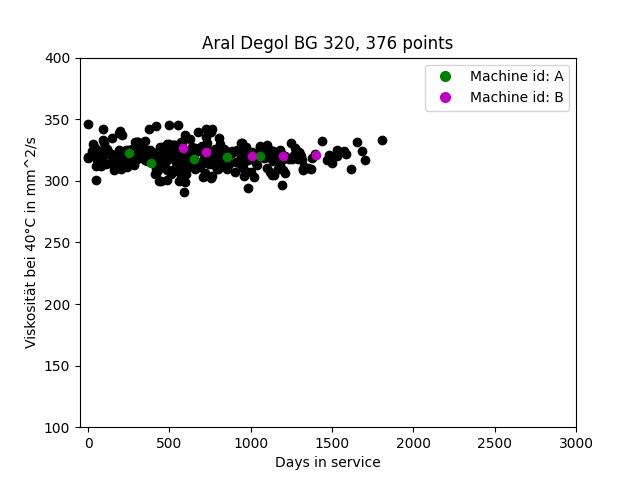 Aral Degol BG 320, 376 points
Machine id: A
Machine id: B
400
350
300
250
200
150
100
Viskosität bei 40°C in mm^2/s
0 500 1000 1500 2000 2500 3000
Days in service